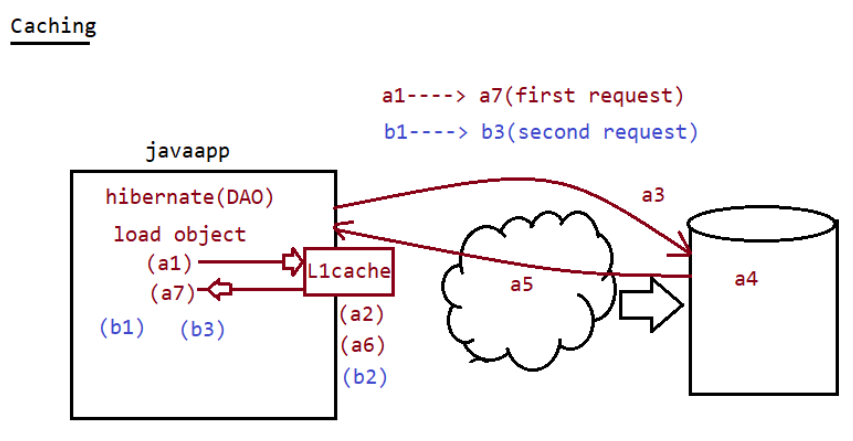 Caching
a1----> a7(first request)
b1----> b3(second request)
javaapp
hibernate(DAO)
load object
(a1)
(a7)
(b1) (b3)
L1cache
(a2)
(a6)
(b2)
a3
a5
a4